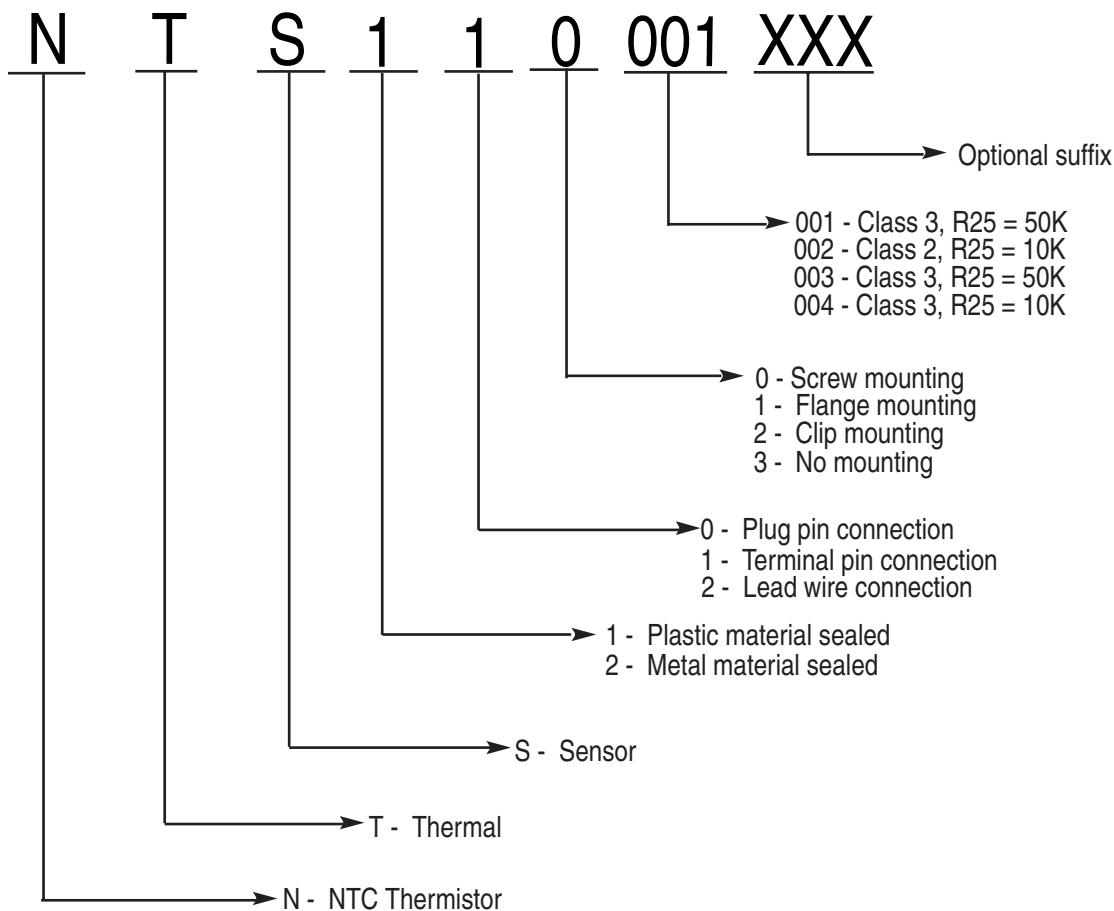 N T S 1 1 0 001 XXX
Optional suffix
001 - Class 3, R25 = 50K
002 - Class 2, R25 = 10K
003 - Class 3, R25 = 50K
004 - Class 3, R25 = 10K
0 - Screw mounting
1 - Flange mounting
2 - Clip mounting
3 - No mounting
0 - Plug pin connection
1 - Terminal pin connection
2 - Lead wire connection
1 - Plastic material sealed
2 - Metal material sealed
S - Sensor
T - Thermal
N - NTC Thermistor